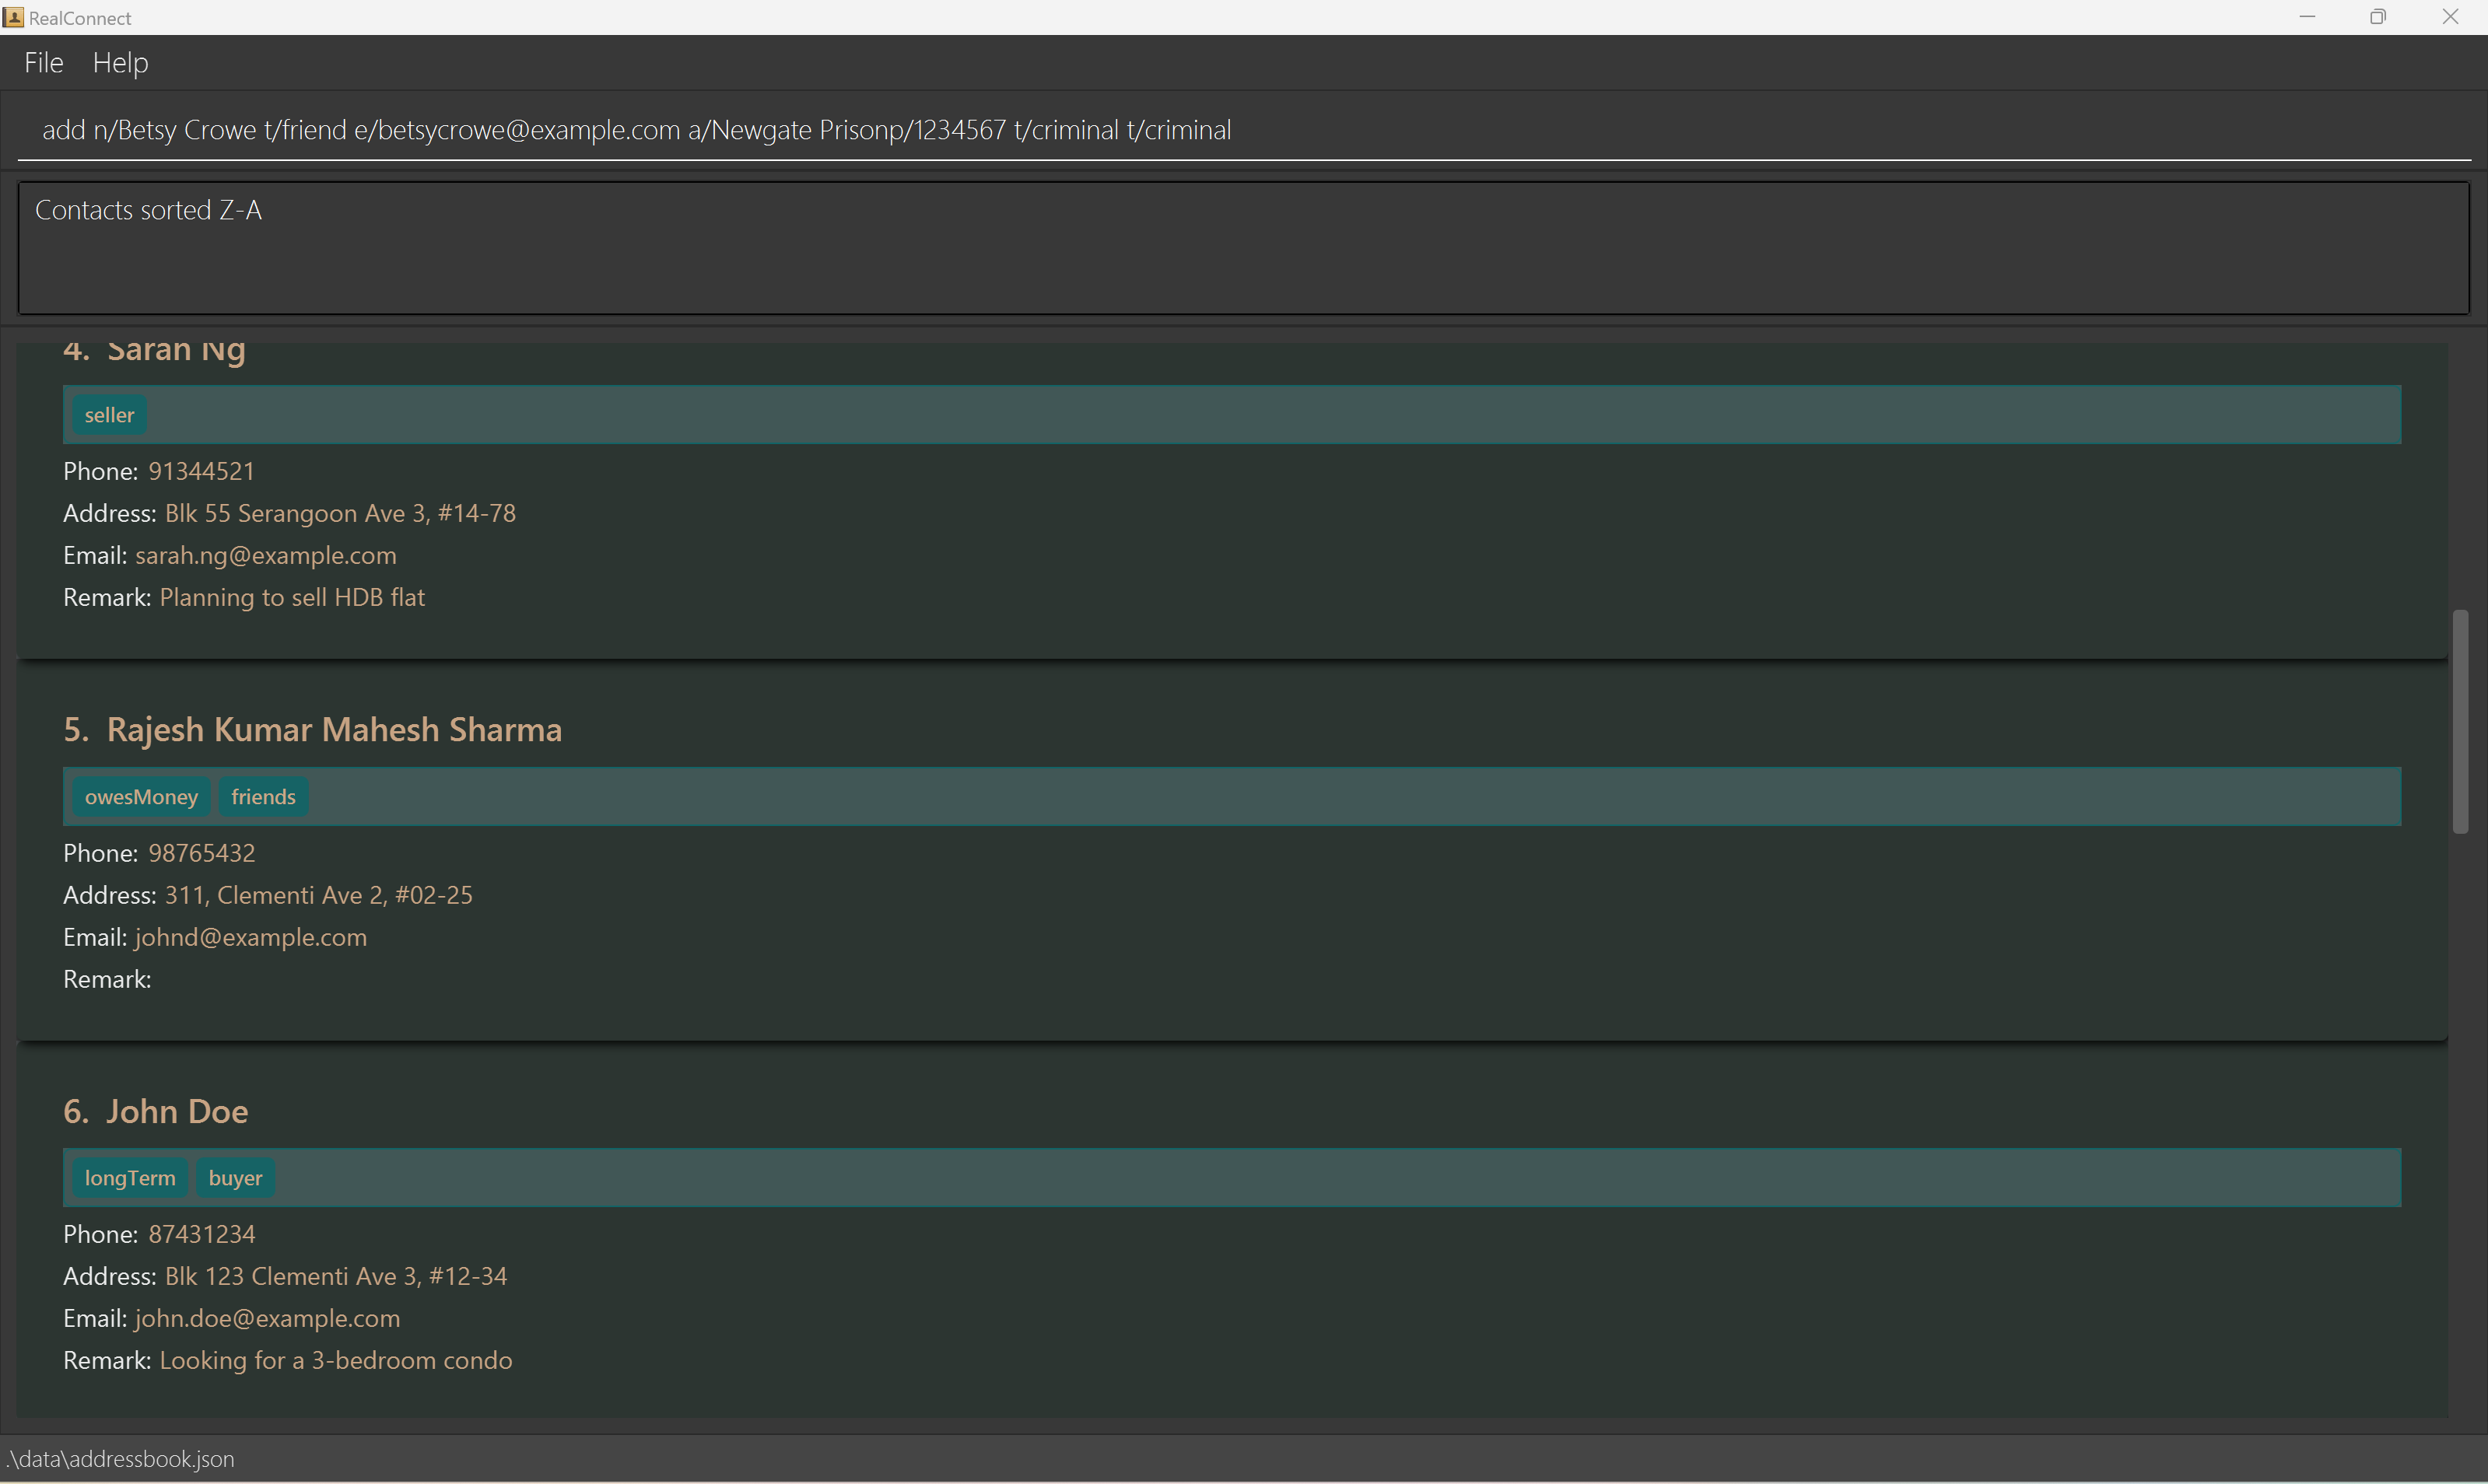 RealConnect
File Help
add n/Betsy Crowe t/friend e/betsycrowe@example.com a/Newgate Prisonp/1234567 t/criminal t/criminal
Contacts sorted Z-A
4. Sarah Ng
seller
Phone: 91344521
Address: Blk 55 Serangoon Ave 3, #14-78
Email: sarah.ng@example.com
Remark: Planning to sell HDB flat
5. Rajesh Kumar Mahesh Sharma
owesMoney friends
Phone: 98765432
Address: 311, Clementi Ave 2, #02-25
Email: johnd@example.com
Remark:
6. John Doe
longTerm buyer
Phone: 87431234
Address: Blk 123 Clementi Ave 3, #12-34
Email: john.doe@example.com
Remark: Looking for a 3-bedroom condo
.\data\addressbook.json